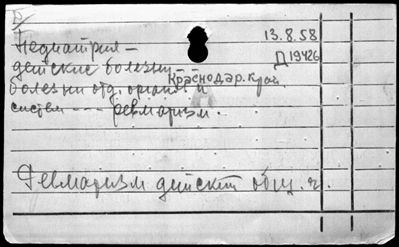 Б
13.8.58
Педиатрия –
Д 19426
детские болезни
Краснодар. край
болезни отд. органов и
систем --- ревматизм.
Ревматизм детский общ. ч.